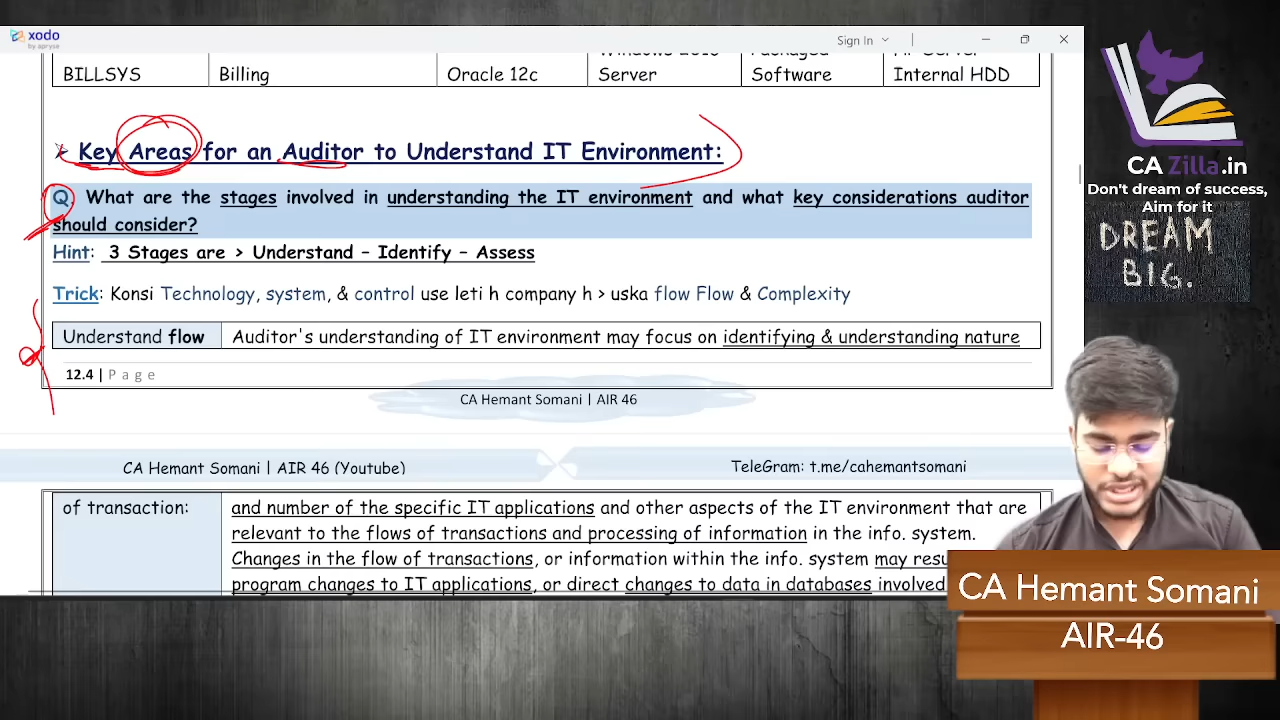 xodo
by apryse
Sign In
Server
BILLSYS Billing Oracle 12c Server Software Internal HDD
➢ Key Areas for an Auditor to Understand IT Environment:
Q. What are the stages involved in understanding the IT environment and what key considerations auditor
should consider?
Hint: 3 Stages are > Understand – Identify – Assess
Trick: Konsi Technology, system, & control use leti h company h > uska flow Flow & Complexity
Understand flow Auditor's understanding of IT environment may focus on identifying & understanding nature
12.4 | P a g e
CA Hemant Somani | AIR 46
CA Hemant Somani | AIR 46 (Youtube) TeleGram: t.me/cahemantsomani
of transaction: and number of the specific IT applications and other aspects of the IT environment that are
relevant to the flows of transactions and processing of information in the info. system.
Changes in the flow of transactions, or information within the info. system may
program changes to IT applications, or direct changes to data in databases involved
CA Zilla.in
Don't dream of success,
Aim for it
DREAM
BIG.
CA Hemant Somani
AIR-46